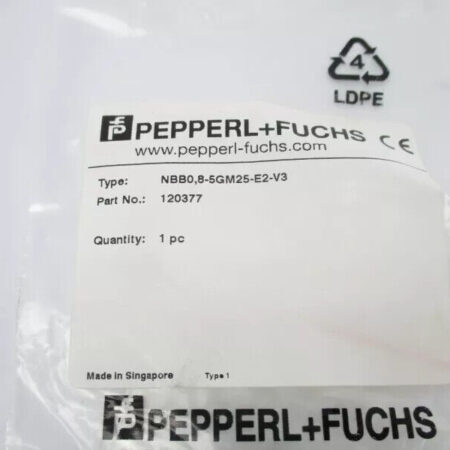 4
LDPE
PEPPERL+FUCHS CE
www.pepperl-fuchs.com
Type: NBB0,8-5GM25-E2-V3
Part No.: 120377
Quantity: 1 pc
Made in Singapore Type 1
PEPPERL+FUCHS